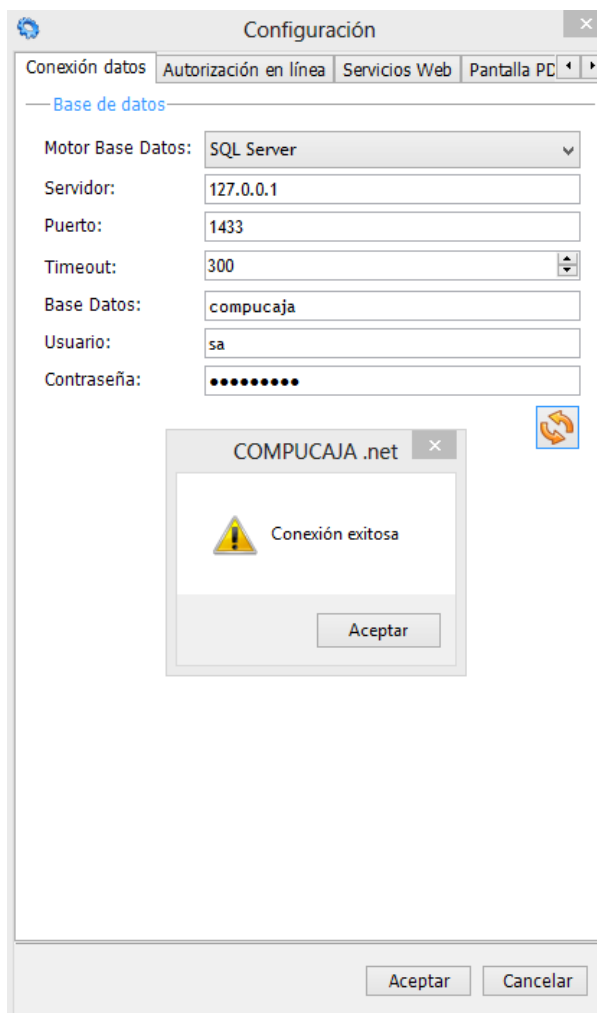 Configuración
Conexión datos Autorización en línea Servicios Web Pantalla PD
Base de datos
Motor Base Datos: SQL Server
Servidor: 127.0.0.1
Puerto: 1433
Timeout: 300
Base Datos: compucaja
Usuario: sa
Contraseña: •••••••••
COMPUCAJA .net
Conexión exitosa
Aceptar
Aceptar Cancelar